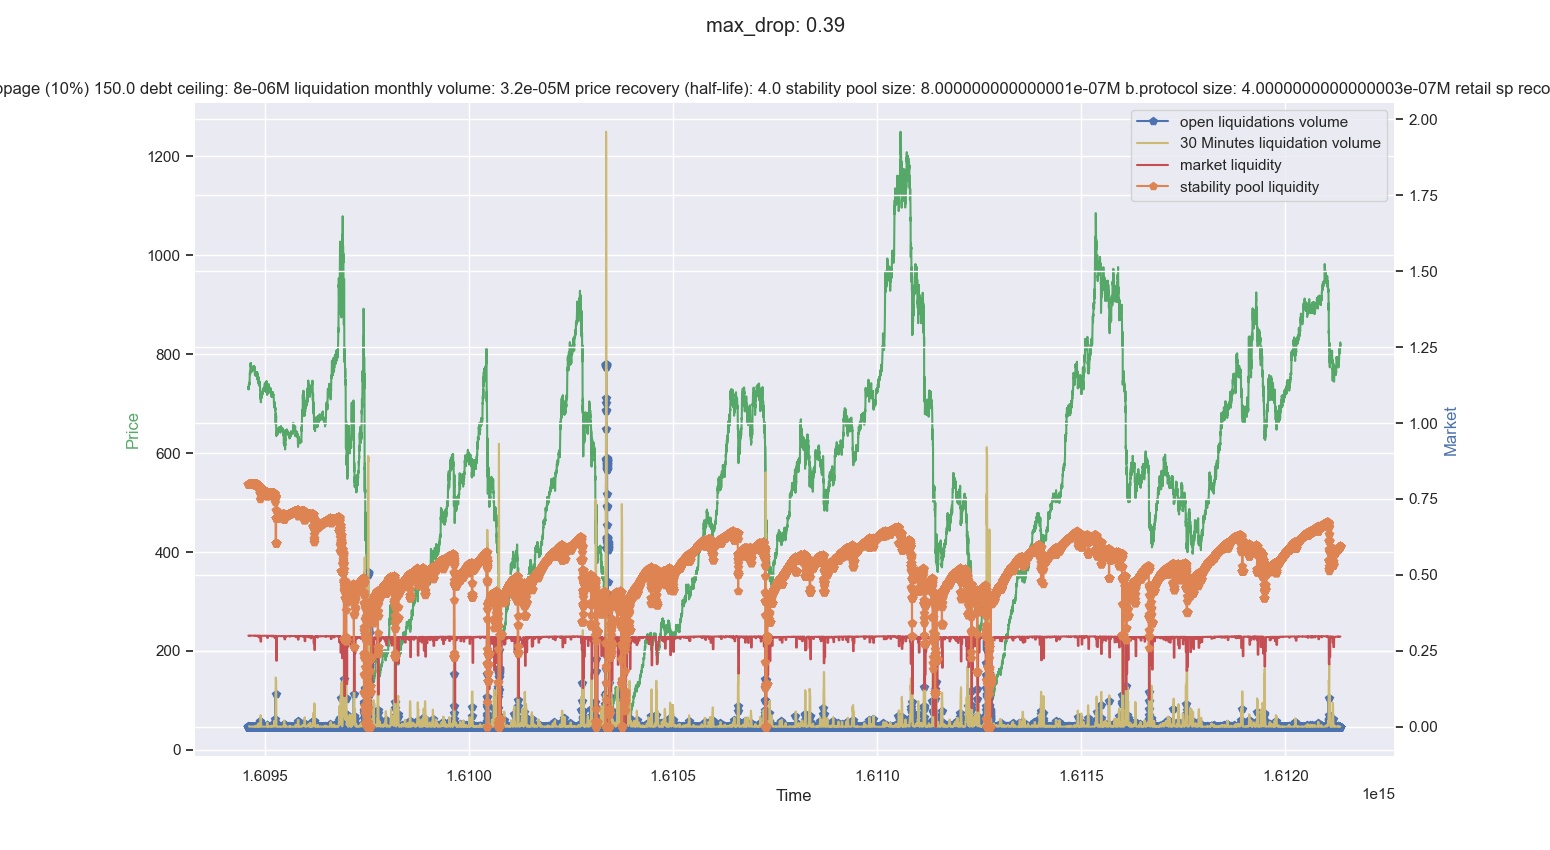 max_drop: 0.39
(10%) 150.0 debt ceiling: 8e-06M liquidation monthly volume: 3.2e-05M price recovery (half-life): 4.0 stability pool size: 8.000000000000001e-07M b.protocol size: 4.0000000000000003e-07M retail sp
open liquidations volume
30 Minutes liquidation volume
market liquidity
stability pool liquidity
1200
1000
800
600
400
200
0
Price
2.00
1.75
1.50
1.25
1.00
0.75
0.50
0.25
0.00
Market
1.6095 1.6100 1.6105 1.6110 1.6115 1.6120
1e15
Time